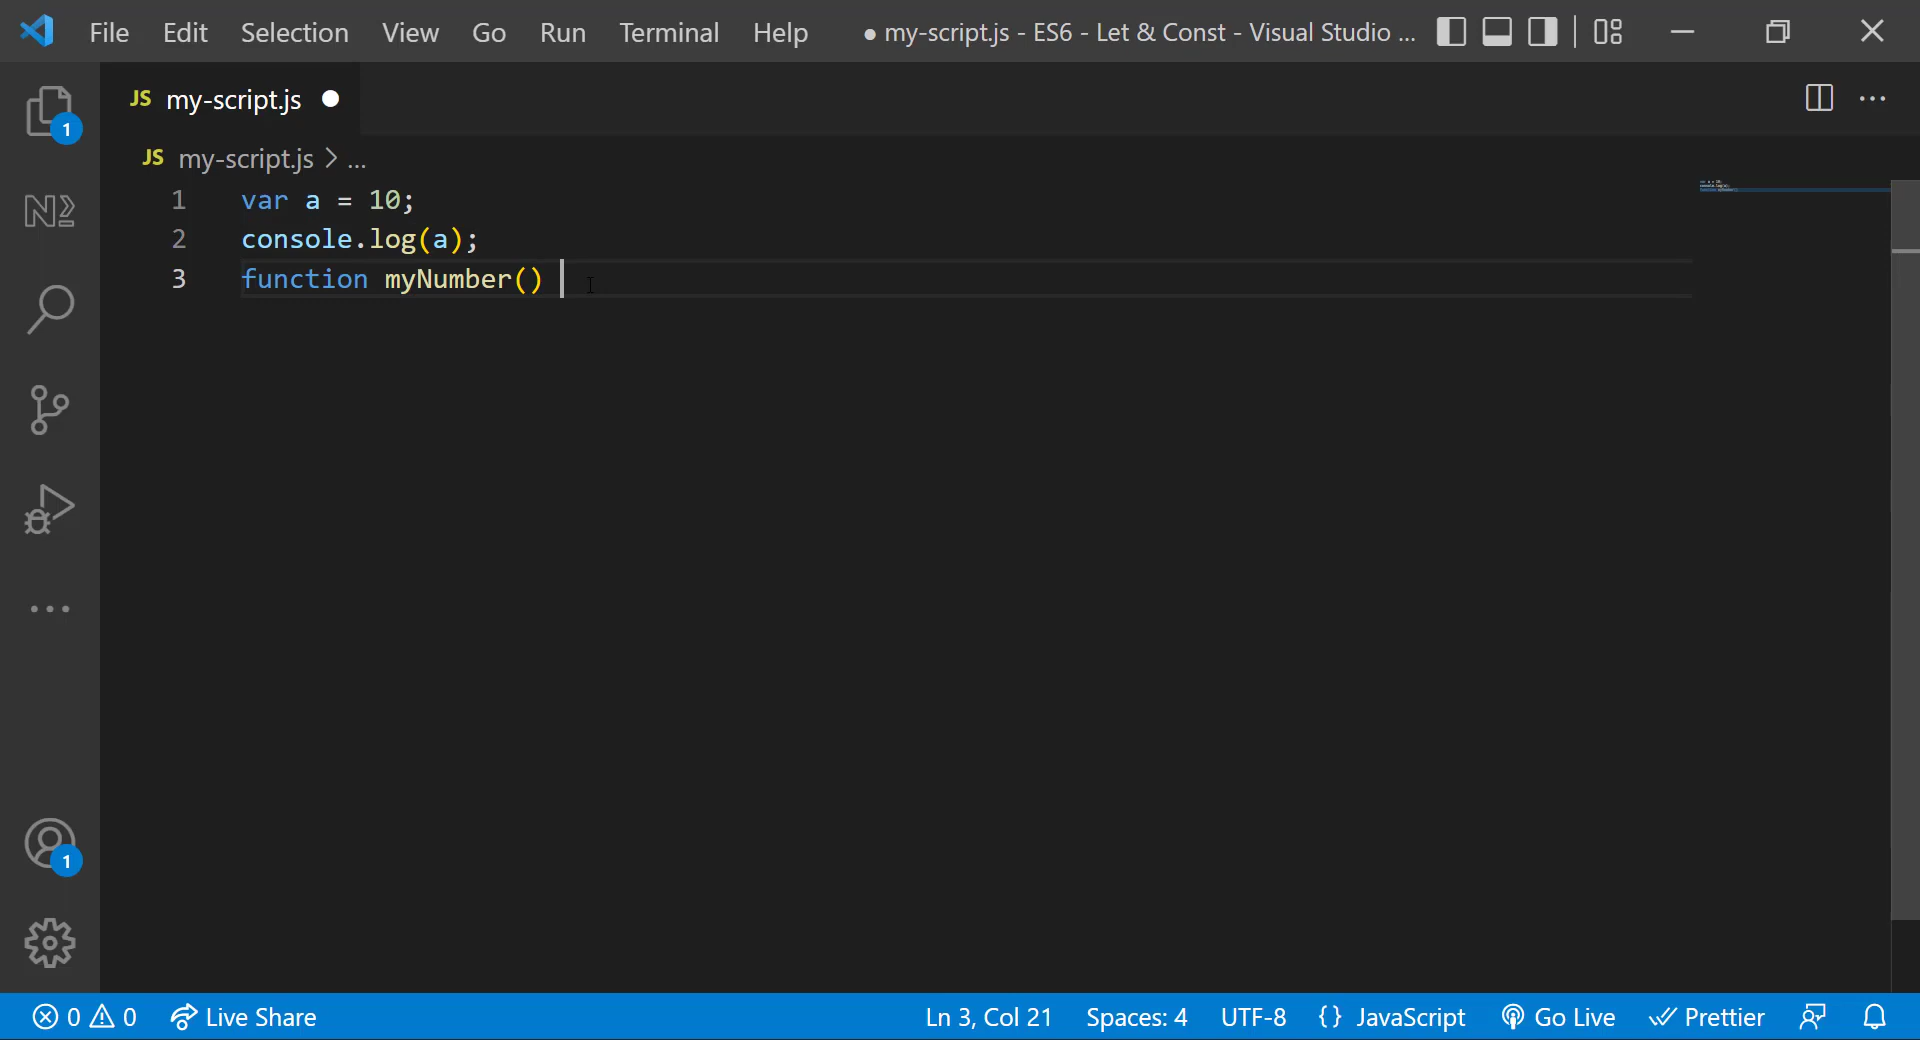 File Edit Selection View Go Run Terminal Help ● my-script.js - ES6 - Let & Const - Visual Studio ...
JS my-script.js
1
JS my-script.js > ...
1 var a = 10;
2 console.log(a);
3 function myNumber()
1
0 0 Live Share Ln 3, Col 21 Spaces: 4 UTF-8 {} JavaScript Go Live Prettier